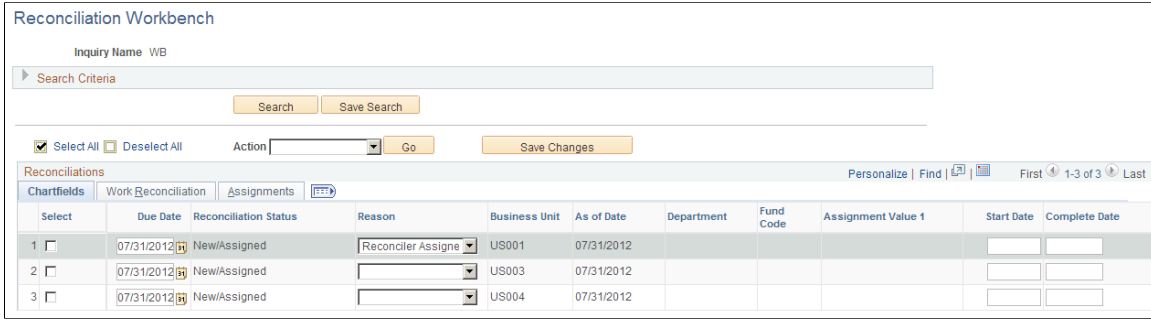 Reconciliation Workbench
Inquiry Name WB
Search Criteria
Search Save Search
Select All Deselect All Action Go Save Changes
Reconciliations Personalize | Find | | First 1-3 of 3 Last
Chartfields Work Reconciliation Assignments
Select Due Date Reconciliation Status Reason Business Unit As of Date Department Fund Code Assignment Value 1 Start Date Complete Date
1 07/31/2012 New/Assigned Reconciler Assigne US001 07/31/2012
2 07/31/2012 New/Assigned US003 07/31/2012
3 07/31/2012 New/Assigned US004 07/31/2012